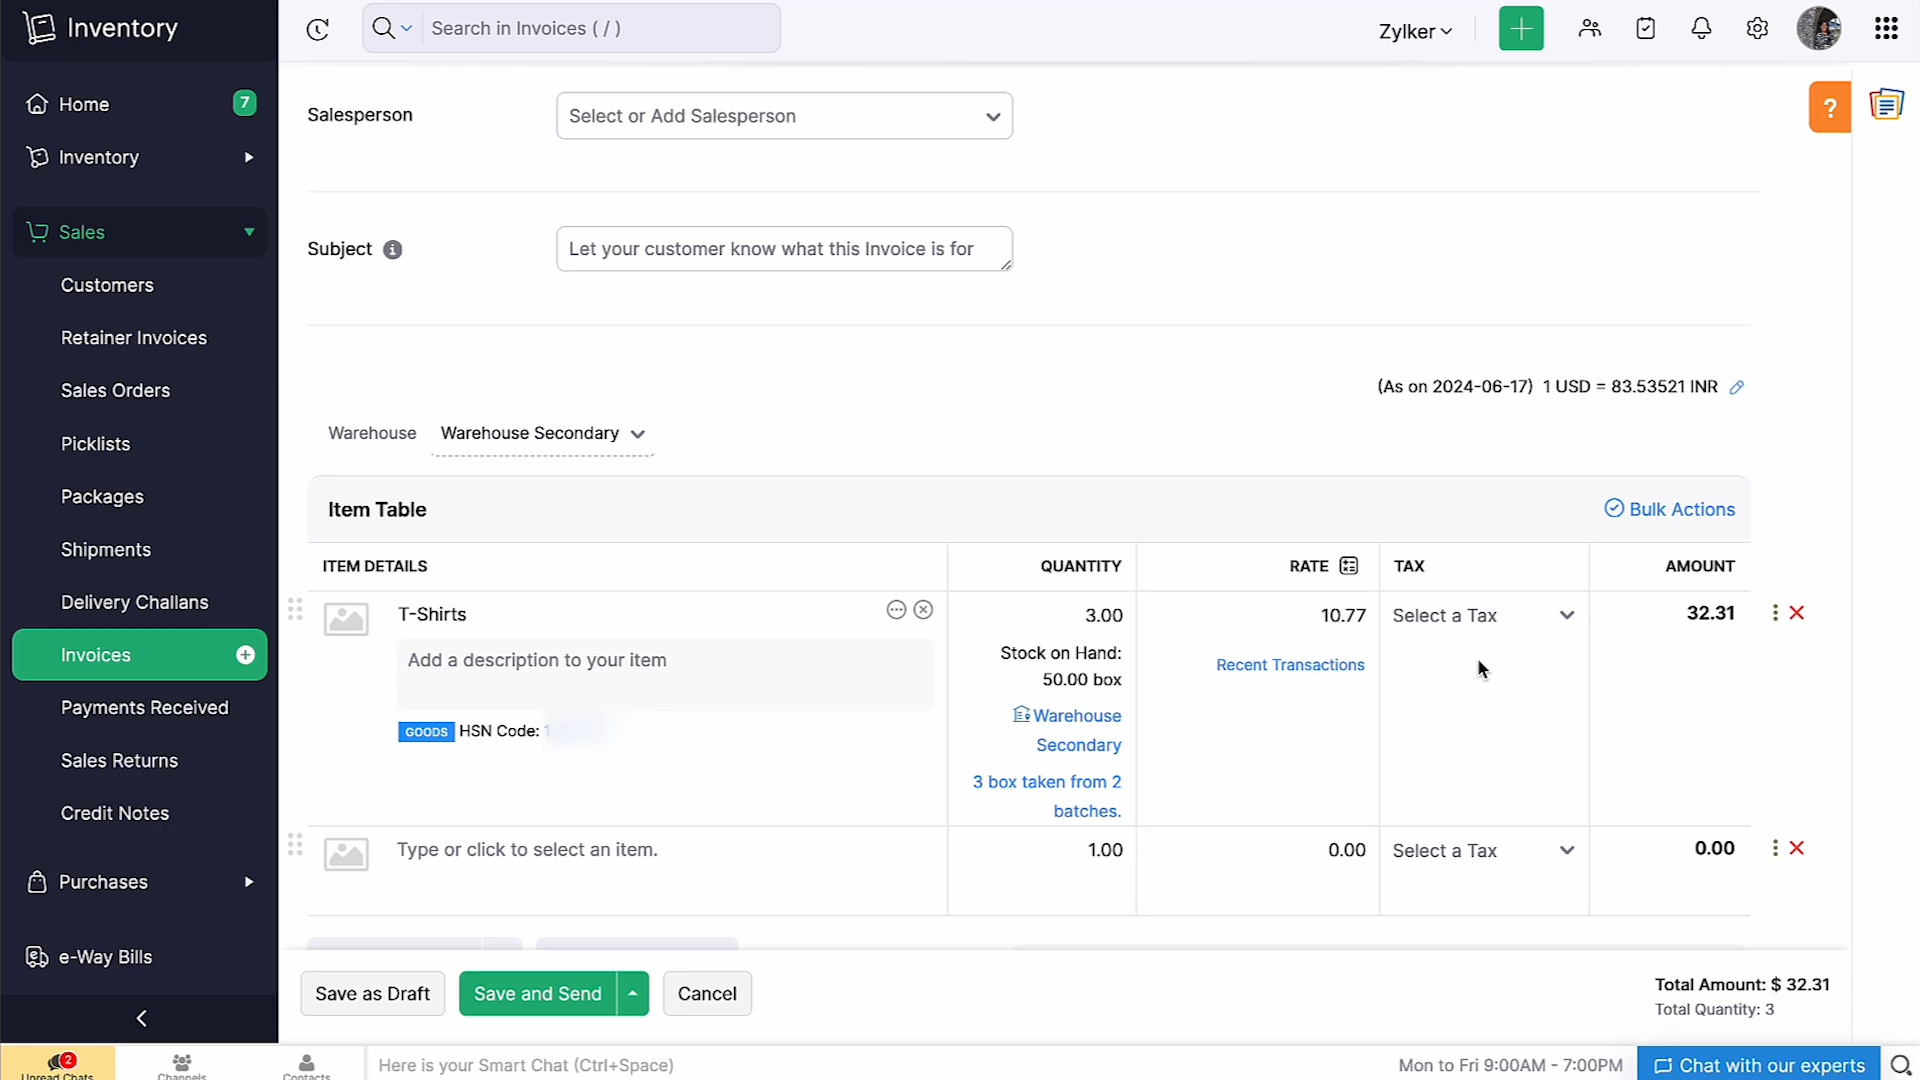 Inventory
Search in Invoices ( / )
Zylker
Home
7
Inventory
Sales
Customers
Retainer Invoices
Sales Orders
Picklists
Packages
Shipments
Delivery Challans
Invoices
Payments Received
Sales Returns
Credit Notes
Purchases
e-Way Bills
Salesperson
Select or Add Salesperson
?
Subject
Let your customer know what this Invoice is for
(As on 2024-06-17) 1 USD = 83.53521 INR
Warehouse Warehouse Secondary
Item Table
Bulk Actions
ITEM DETAILS QUANTITY RATE TAX AMOUNT
T-Shirts 3.00 10.77 Select a Tax 32.31
Add a description to your item
Stock on Hand:
50.00 box
Recent Transactions
GOODS HSN Code: 1
Warehouse
Secondary
3 box taken from 2
batches.
Type or click to select an item. 1.00 0.00 Select a Tax 0.00
Save as Draft Save and Send Cancel
Total Amount: $ 32.31
Total Quantity: 3
2
Unread Chats
Channels
Contacts
Here is your Smart Chat (Ctrl+Space)
Mon to Fri 9:00AM - 7:00PM
Chat with our experts